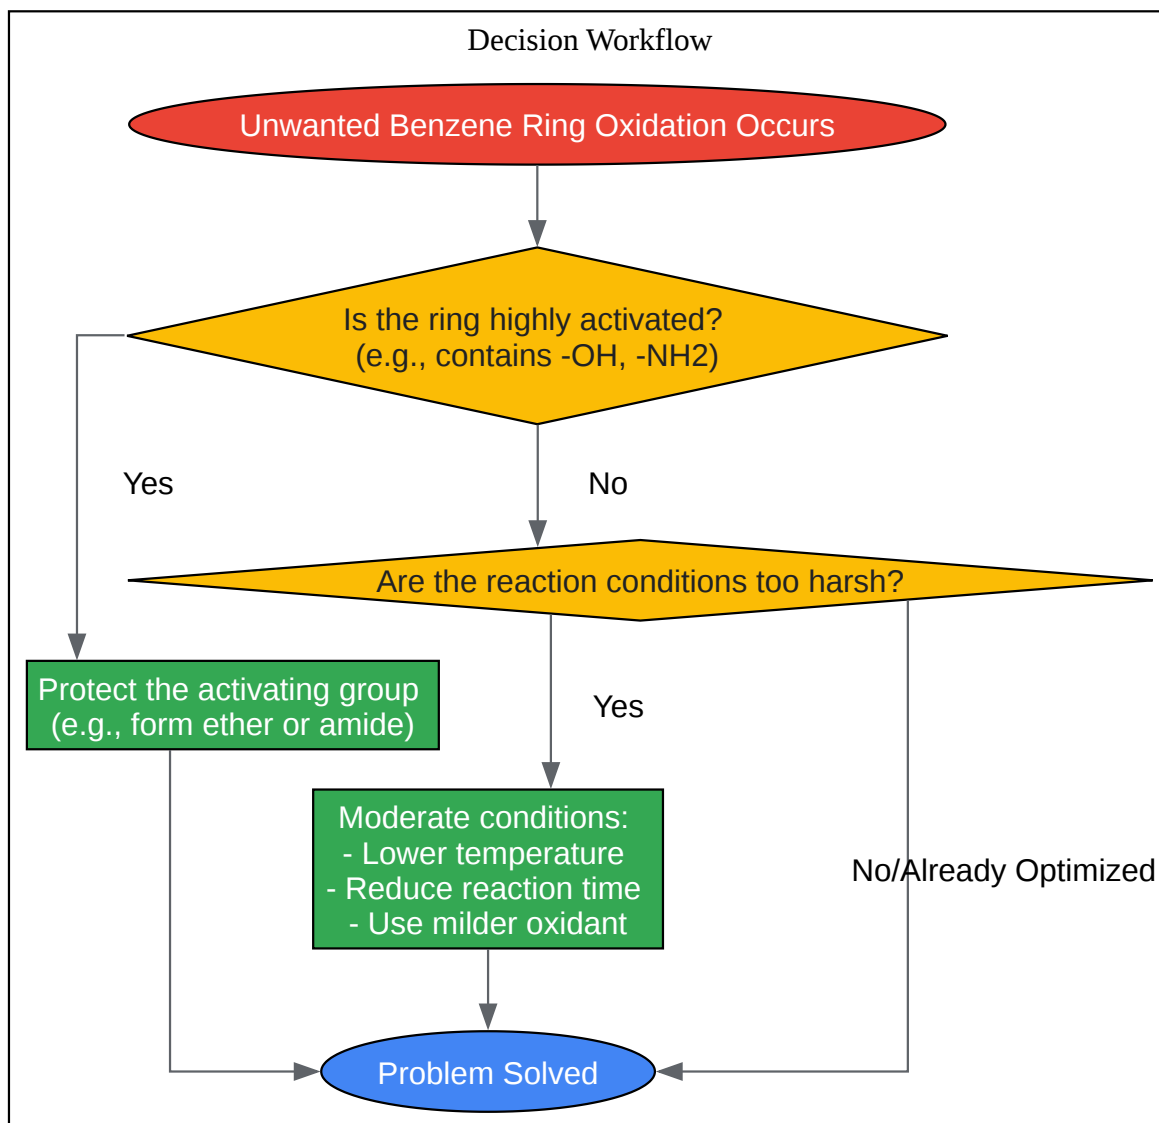 Decision Workflow
Unwanted Benzene Ring Oxidation Occurs
Is the ring highly activated?
(e.g., contains -OH, -NH2)
Yes
No
Are the reaction conditions too harsh?
Protect the activating group
(e.g., form ether or amide)
Yes
Moderate conditions:
- Lower temperature
- Reduce reaction time
- Use milder oxidant
No/Already Optimized
Problem Solved